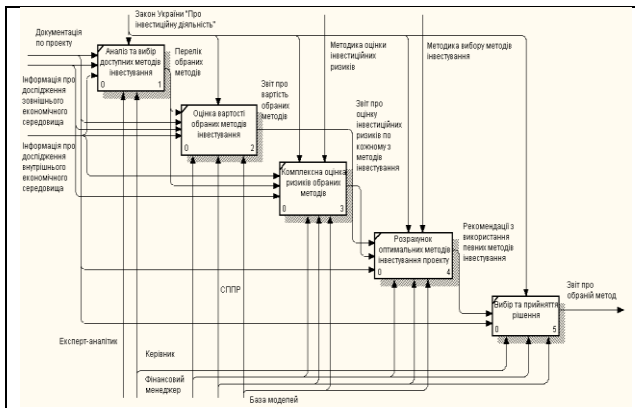 Закон України "Про
інвестиційну діяльність"
Документація
по проекту
Методика оцінки
інвестиційних
ризиків
Методика вибору методів
інвестування
Аналіз та вибір
доступних методів
інвестування
0 1
Перелік
обраних
методів
Інформація про
дослідження
зовнішнього
економічного
середовища
Оцінка вартості
обраних методів
інвестування
0 2
Звіт про
вартість
обраних
методів
Звіт про
оцінку
інвестиційних
ризиків по
кожному з
методів
інвестування
Інформація про
дослідження
внутрішнього
економічного
середовища
Комплексна оцінка
ризиків обраних
методів
0 3
Розрахунок
оптимальних методів
інвестування проекту
0 4
Рекомендації з
використання
певних методів
інвестування
СППР
Звіт про
обраний метод
Вибір та прийняття
рішення
0 5
Експерт-аналітик
Керівник
Фінансовий
менеджер
База моделей